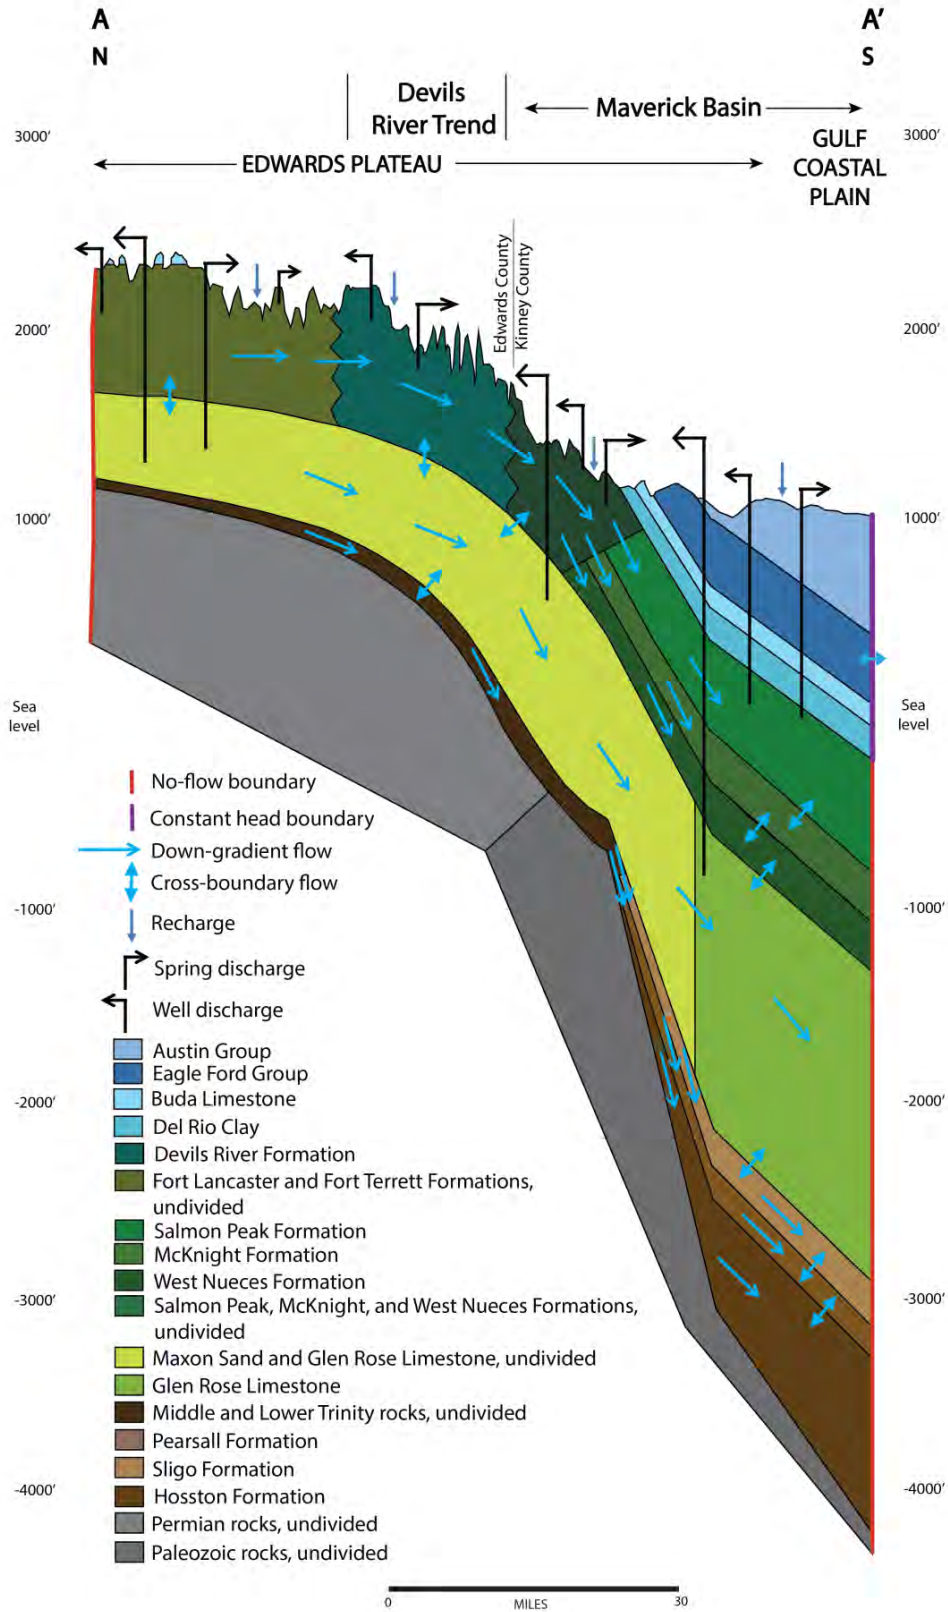 A
N
A’
S
Devils
River Trend
Maverick Basin
3000’
3000’
EDWARDS PLATEAU
GULF
COASTAL
PLAIN
Edwards County
Kinney County
2000’
2000’
1000’
1000’
Sea
level
Sea
level
No-flow boundary
Constant head boundary
Down-gradient flow
Cross-boundary flow
-1000’
-1000’
Recharge
Spring discharge
Well discharge
Austin Group
Eagle Ford Group
Buda Limestone
-2000’
-2000’
Del Rio Clay
Devils River Formation
Fort Lancaster and Fort Terrett Formations,
undivided
Salmon Peak Formation
McKnight Formation
West Nueces Formation
-3000’
-3000’
Salmon Peak, McKnight, and West Nueces Formations,
undivided
Maxon Sand and Glen Rose Limestone, undivided
Glen Rose Limestone
Middle and Lower Trinity rocks, undivided
Pearsall Formation
Sligo Formation
-4000’
-4000’
Hosston Formation
Permian rocks, undivided
Paleozoic rocks, undivided
0
MILES
30